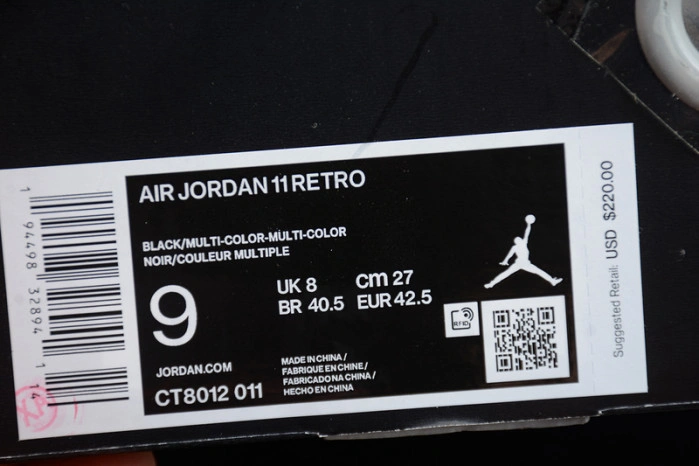 AIR JORDAN 11 RETRO
BLACK/MULTI-COLOR-MULTI-COLOR
NOIR/COULEUR MULTIPLE
9
UK 8 cm 27
BR 40.5 EUR 42.5
JORDAN.COM
CT8012 011
MADE IN CHINA /
FABRIQUE EN CHINE /
FABRICADO NA CHINA /
HECHO EN CHINA
RFID
Suggested Retail: USD $220.00
1 94498 32894 1 14